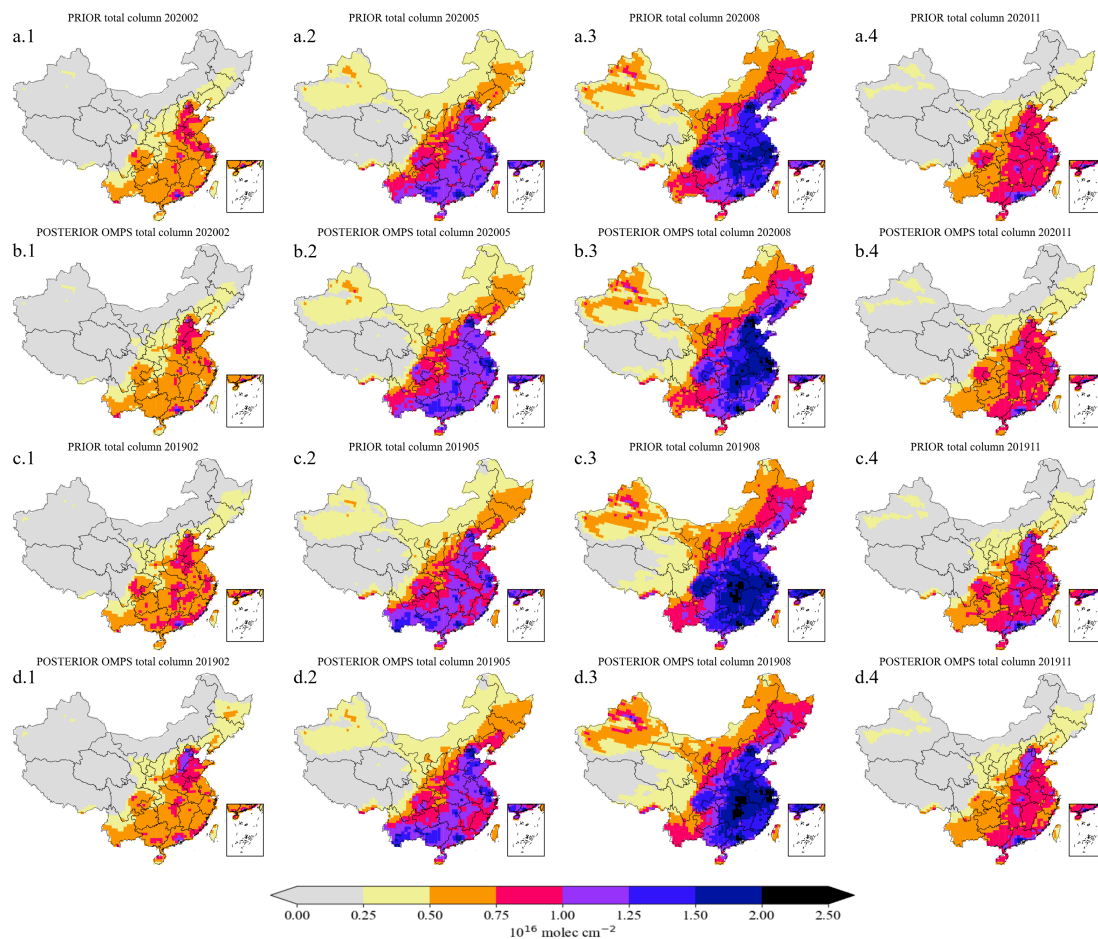 PRIOR total column 202002
PRIOR total column 202005
PRIOR total column 202008
PRIOR total column 202011
a.1
a.2
a.3
a.4
POSTERIOR OMPS total column 202002
POSTERIOR OMPS total column 202005
POSTERIOR OMPS total column 202008
POSTERIOR OMPS total column 202011
b.1
b.2
b.3
b.4
PRIOR total column 201902
PRIOR total column 201905
PRIOR total column 201908
PRIOR total column 201911
c.1
c.2
c.3
c.4
POSTERIOR OMPS total column 201902
POSTERIOR OMPS total column 201905
POSTERIOR OMPS total column 201908
POSTERIOR OMPS total column 201911
d.1
d.2
d.3
d.4
0.00 0.25 0.50 0.75 1.00 1.25 1.50 2.00 2.50
10¹⁶ molec cm⁻²